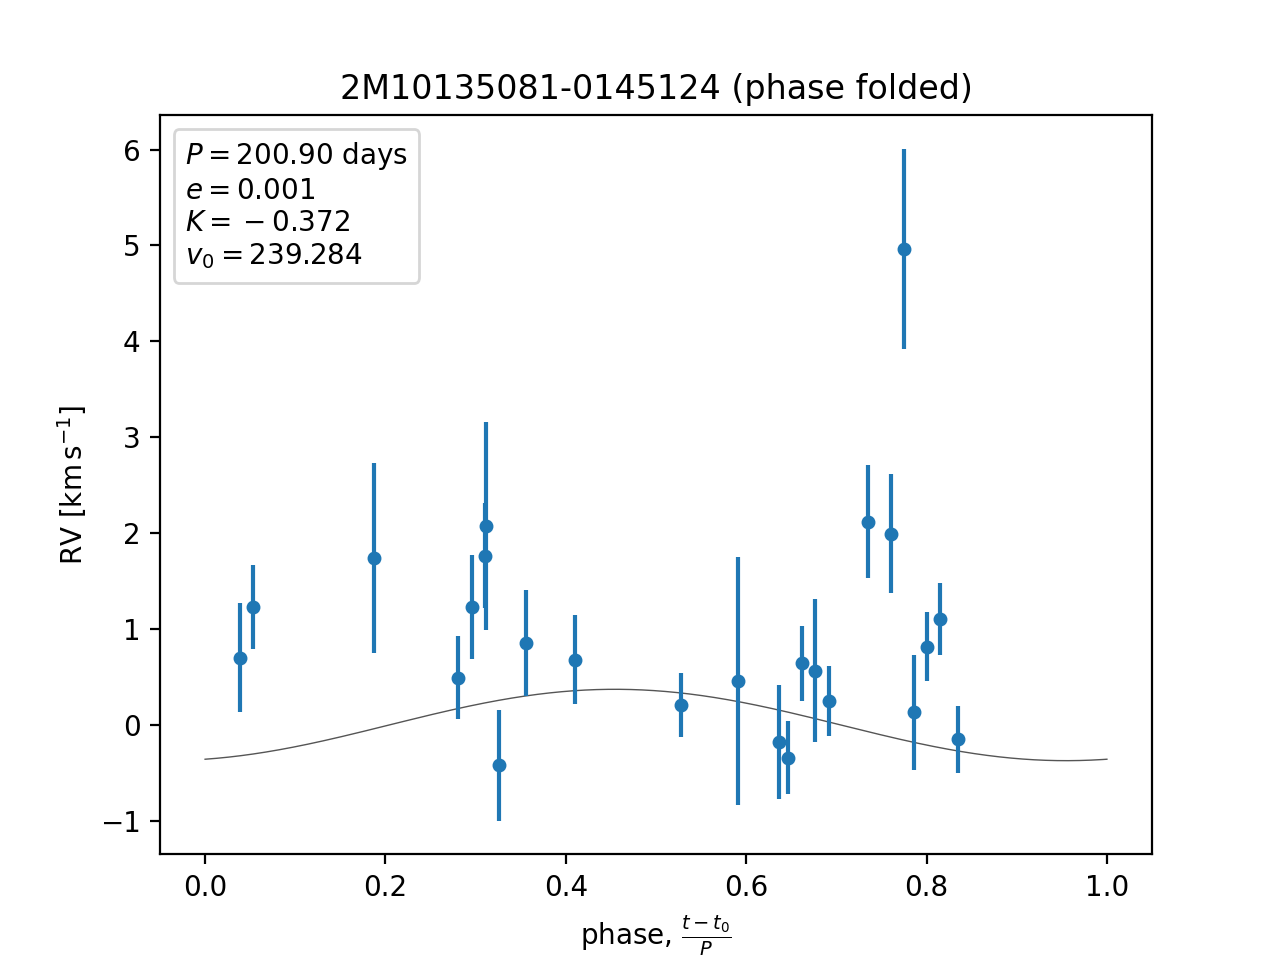 2M10135081-0145124 (phase folded)
P = 200.90 days
e = 0.001
K = −0.372
v₀ = 239.284
6
5
4
3
2
1
0
−1
RV [km s⁻¹]
0.0 0.2 0.4 0.6 0.8 1.0
phase, (t − t₀)/P